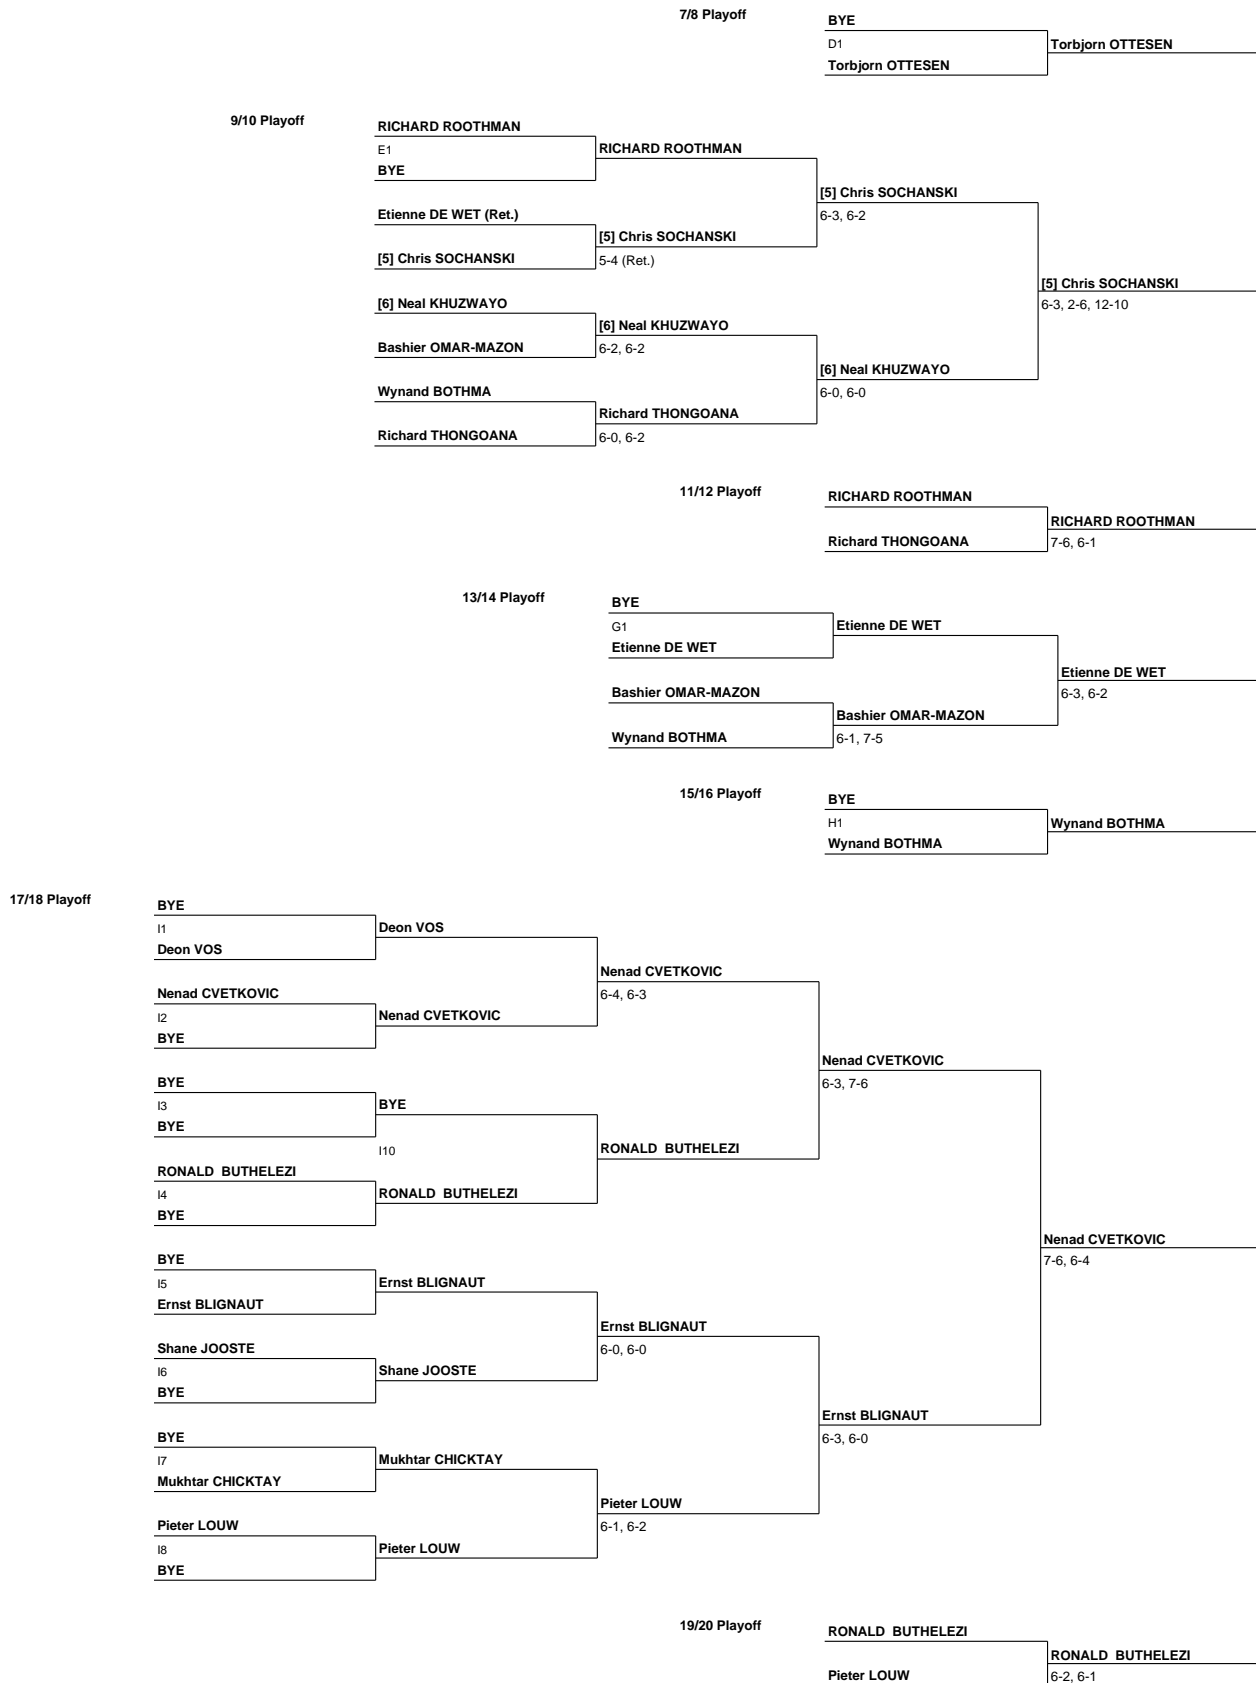 7/8 Playoff
BYE
D1
Torbjorn OTTESEN
Torbjorn OTTESEN
9/10 Playoff
RICHARD ROOTHMAN
E1
RICHARD ROOTHMAN
BYE
[5] Chris SOCHANSKI
Etienne DE WET (Ret.)
6-3, 6-2
[5] Chris SOCHANSKI
[5] Chris SOCHANSKI
5-4 (Ret.)
[5] Chris SOCHANSKI
[6] Neal KHUZWAYO
6-3, 2-6, 12-10
[6] Neal KHUZWAYO
Bashier OMAR-MAZON
6-2, 6-2
[6] Neal KHUZWAYO
Wynand BOTHMA
6-0, 6-0
Richard THONGOANA
Richard THONGOANA
6-0, 6-2
11/12 Playoff
RICHARD ROOTHMAN
RICHARD ROOTHMAN
Richard THONGOANA
7-6, 6-1
13/14 Playoff
BYE
G1
Etienne DE WET
Etienne DE WET
Etienne DE WET
Bashier OMAR-MAZON
6-3, 6-2
Bashier OMAR-MAZON
Wynand BOTHMA
6-1, 7-5
15/16 Playoff
BYE
H1
Wynand BOTHMA
Wynand BOTHMA
17/18 Playoff
BYE
I1
Deon VOS
Deon VOS
Nenad CVETKOVIC
Nenad CVETKOVIC
6-4, 6-3
I2
Nenad CVETKOVIC
BYE
Nenad CVETKOVIC
BYE
6-3, 7-6
I3
BYE
BYE
I10
RONALD BUTHELEZI
RONALD BUTHELEZI
I4
RONALD BUTHELEZI
BYE
Nenad CVETKOVIC
BYE
7-6, 6-4
I5
Ernst BLIGNAUT
Ernst BLIGNAUT
Ernst BLIGNAUT
Shane JOOSTE
6-0, 6-0
I6
Shane JOOSTE
BYE
Ernst BLIGNAUT
BYE
6-3, 6-0
I7
Mukhtar CHICKTAY
Mukhtar CHICKTAY
Pieter LOUW
Pieter LOUW
6-1, 6-2
I8
Pieter LOUW
BYE
19/20 Playoff
RONALD BUTHELEZI
RONALD BUTHELEZI
Pieter LOUW
6-2, 6-1